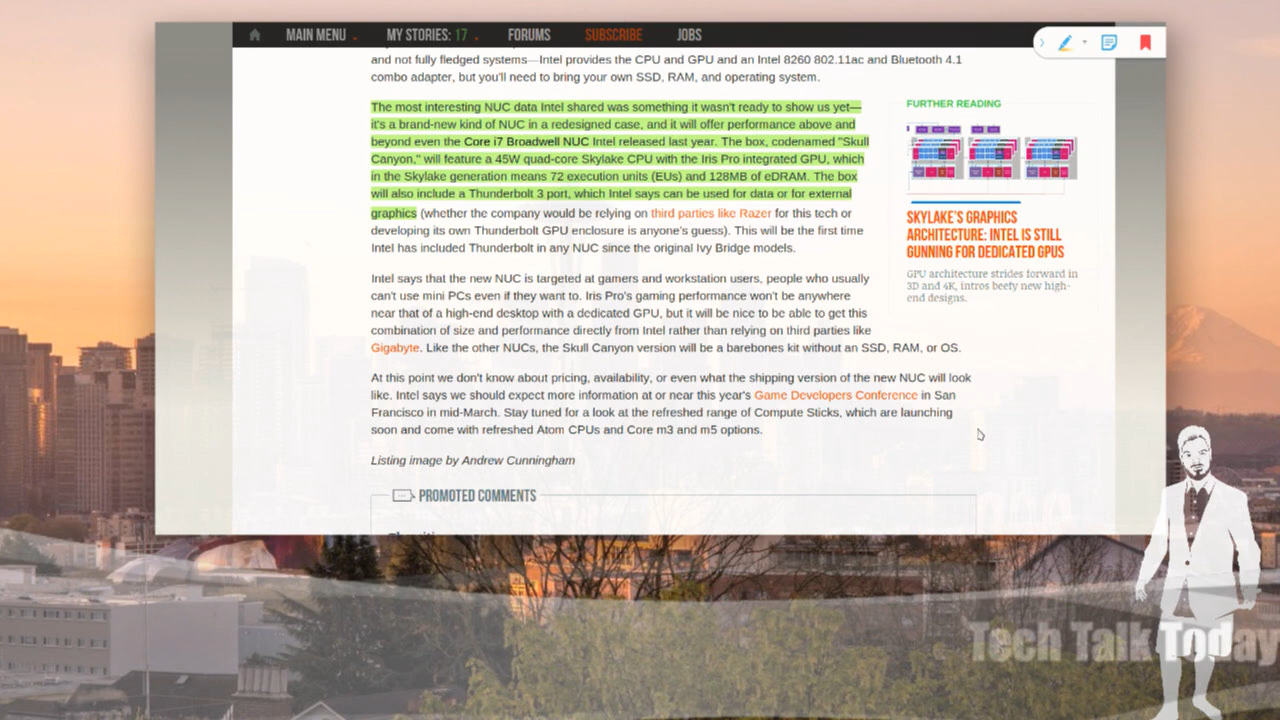 MAIN MENU MY STORIES: 17 FORUMS SUBSCRIBE JOBS
and not fully fledged systems—Intel provides the CPU and GPU and an Intel 8260 802.11ac and Bluetooth 4.1
combo adapter, but you'll need to bring your own SSD, RAM, and operating system.
The most interesting NUC data Intel shared was something it wasn't ready to show us yet—
it's a brand-new kind of NUC in a redesigned case, and it will offer performance above and
beyond even the Core i7 Broadwell NUC Intel released last year. The box, codenamed "Skull
Canyon," will feature a 45W quad-core Skylake CPU with the Iris Pro integrated GPU, which
in the Skylake generation means 72 execution units (EUs) and 128MB of eDRAM. The box
will also include a Thunderbolt 3 port, which Intel says can be used for data or for external
graphics (whether the company would be relying on third parties like Razer for this tech or
developing its own Thunderbolt GPU enclosure is anyone's guess). This will be the first time
Intel has included Thunderbolt in any NUC since the original Ivy Bridge models.
FURTHER READING
SKYLAKE'S GRAPHICS
ARCHITECTURE: INTEL IS STILL
GUNNING FOR DEDICATED GPUS
GPU architecture strides forward in
3D and 4K, intros beefy new high-
end designs.
Intel says that the new NUC is targeted at gamers and workstation users, people who usually
can't use mini PCs even if they want to. Iris Pro's gaming performance won't be anywhere
near that of a high-end desktop with a dedicated GPU, but it will be nice to be able to get this
combination of size and performance directly from Intel rather than relying on third parties like
Gigabyte. Like the other NUCs, the Skull Canyon version will be a barebones kit without an SSD, RAM, or OS.
At this point we don't know about pricing, availability, or even what the shipping version of the new NUC will look
like. Intel says we should expect more information at or near this year's Game Developers Conference in San
Francisco in mid-March. Stay tuned for a look at the refreshed range of Compute Sticks, which are launching
soon and come with refreshed Atom CPUs and Core m3 and m5 options.
Listing image by Andrew Cunningham
PROMOTED COMMENTS
Tech Talk Today